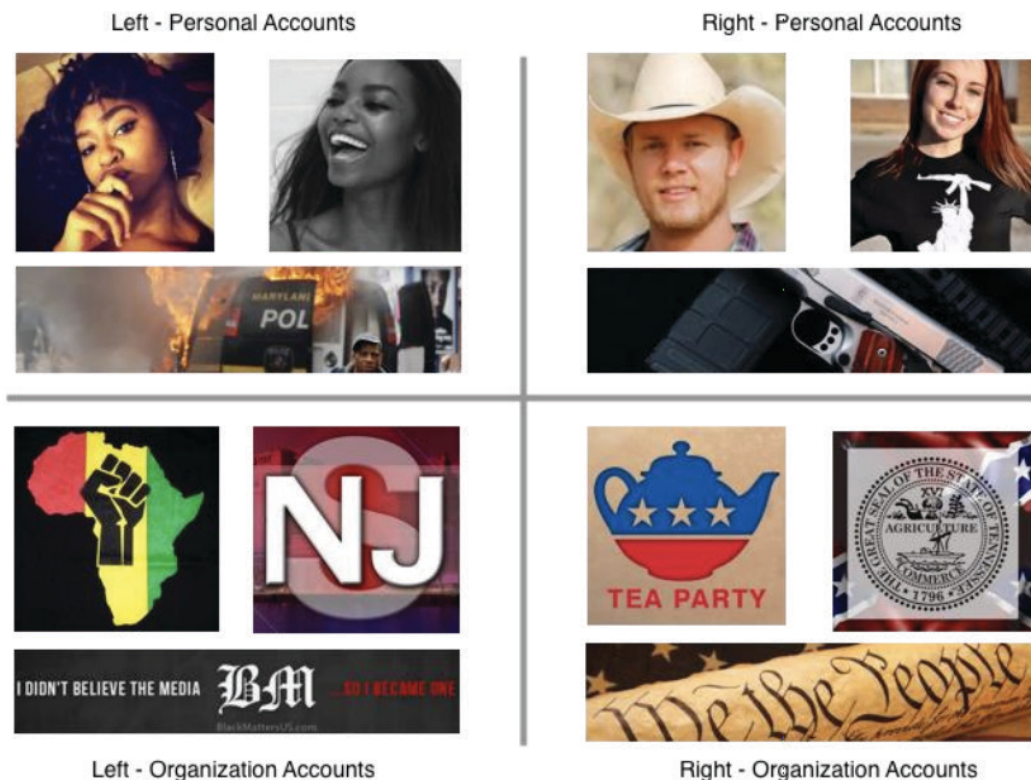 Left - Personal Accounts
Right - Personal Accounts
MARYLAND
POL
NJ
S
TEA PARTY
THE GREAT SEAL OF THE STATE OF TENNESSEE
XVI
AGRICULTURE
COMMERCE
• 1796 •
I DIDN'T BELIEVE THE MEDIA
BM
...SO I BECAME ONE
BlackMattersUS.com
We the People
Left - Organization Accounts
Right - Organization Accounts